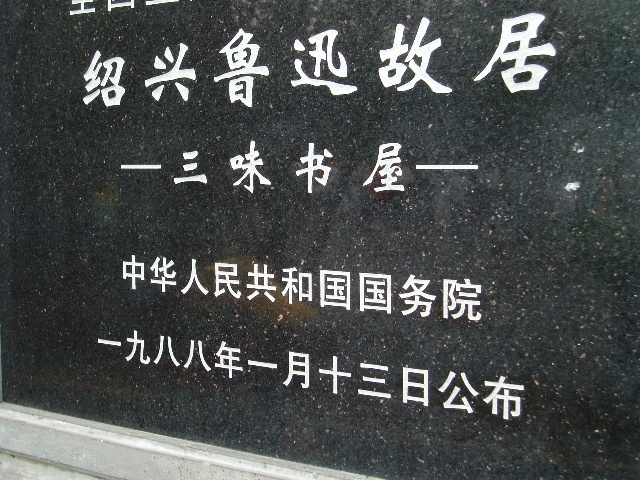 绍兴鲁迅故居
—三味书屋—
中华人民共和国国务院
一九八八年一月十三日公布